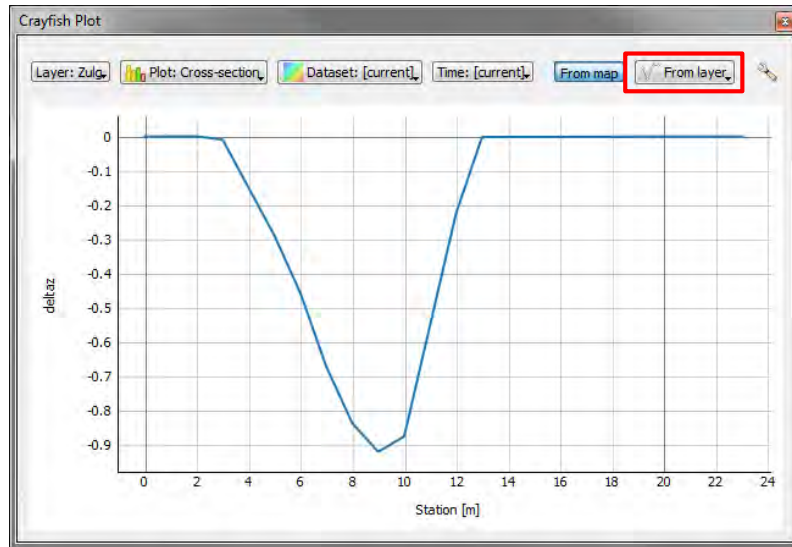 Crayfish Plot
Layer: Zulg Plot: Cross-section Dataset: [current] Time: [current] From map From layer
0
-0.1
-0.2
-0.3
-0.4
-0.5
-0.6
-0.7
-0.8
-0.9
deltaz
0 2 4 6 8 10 12 14 16 18 20 22 24
Station [m]